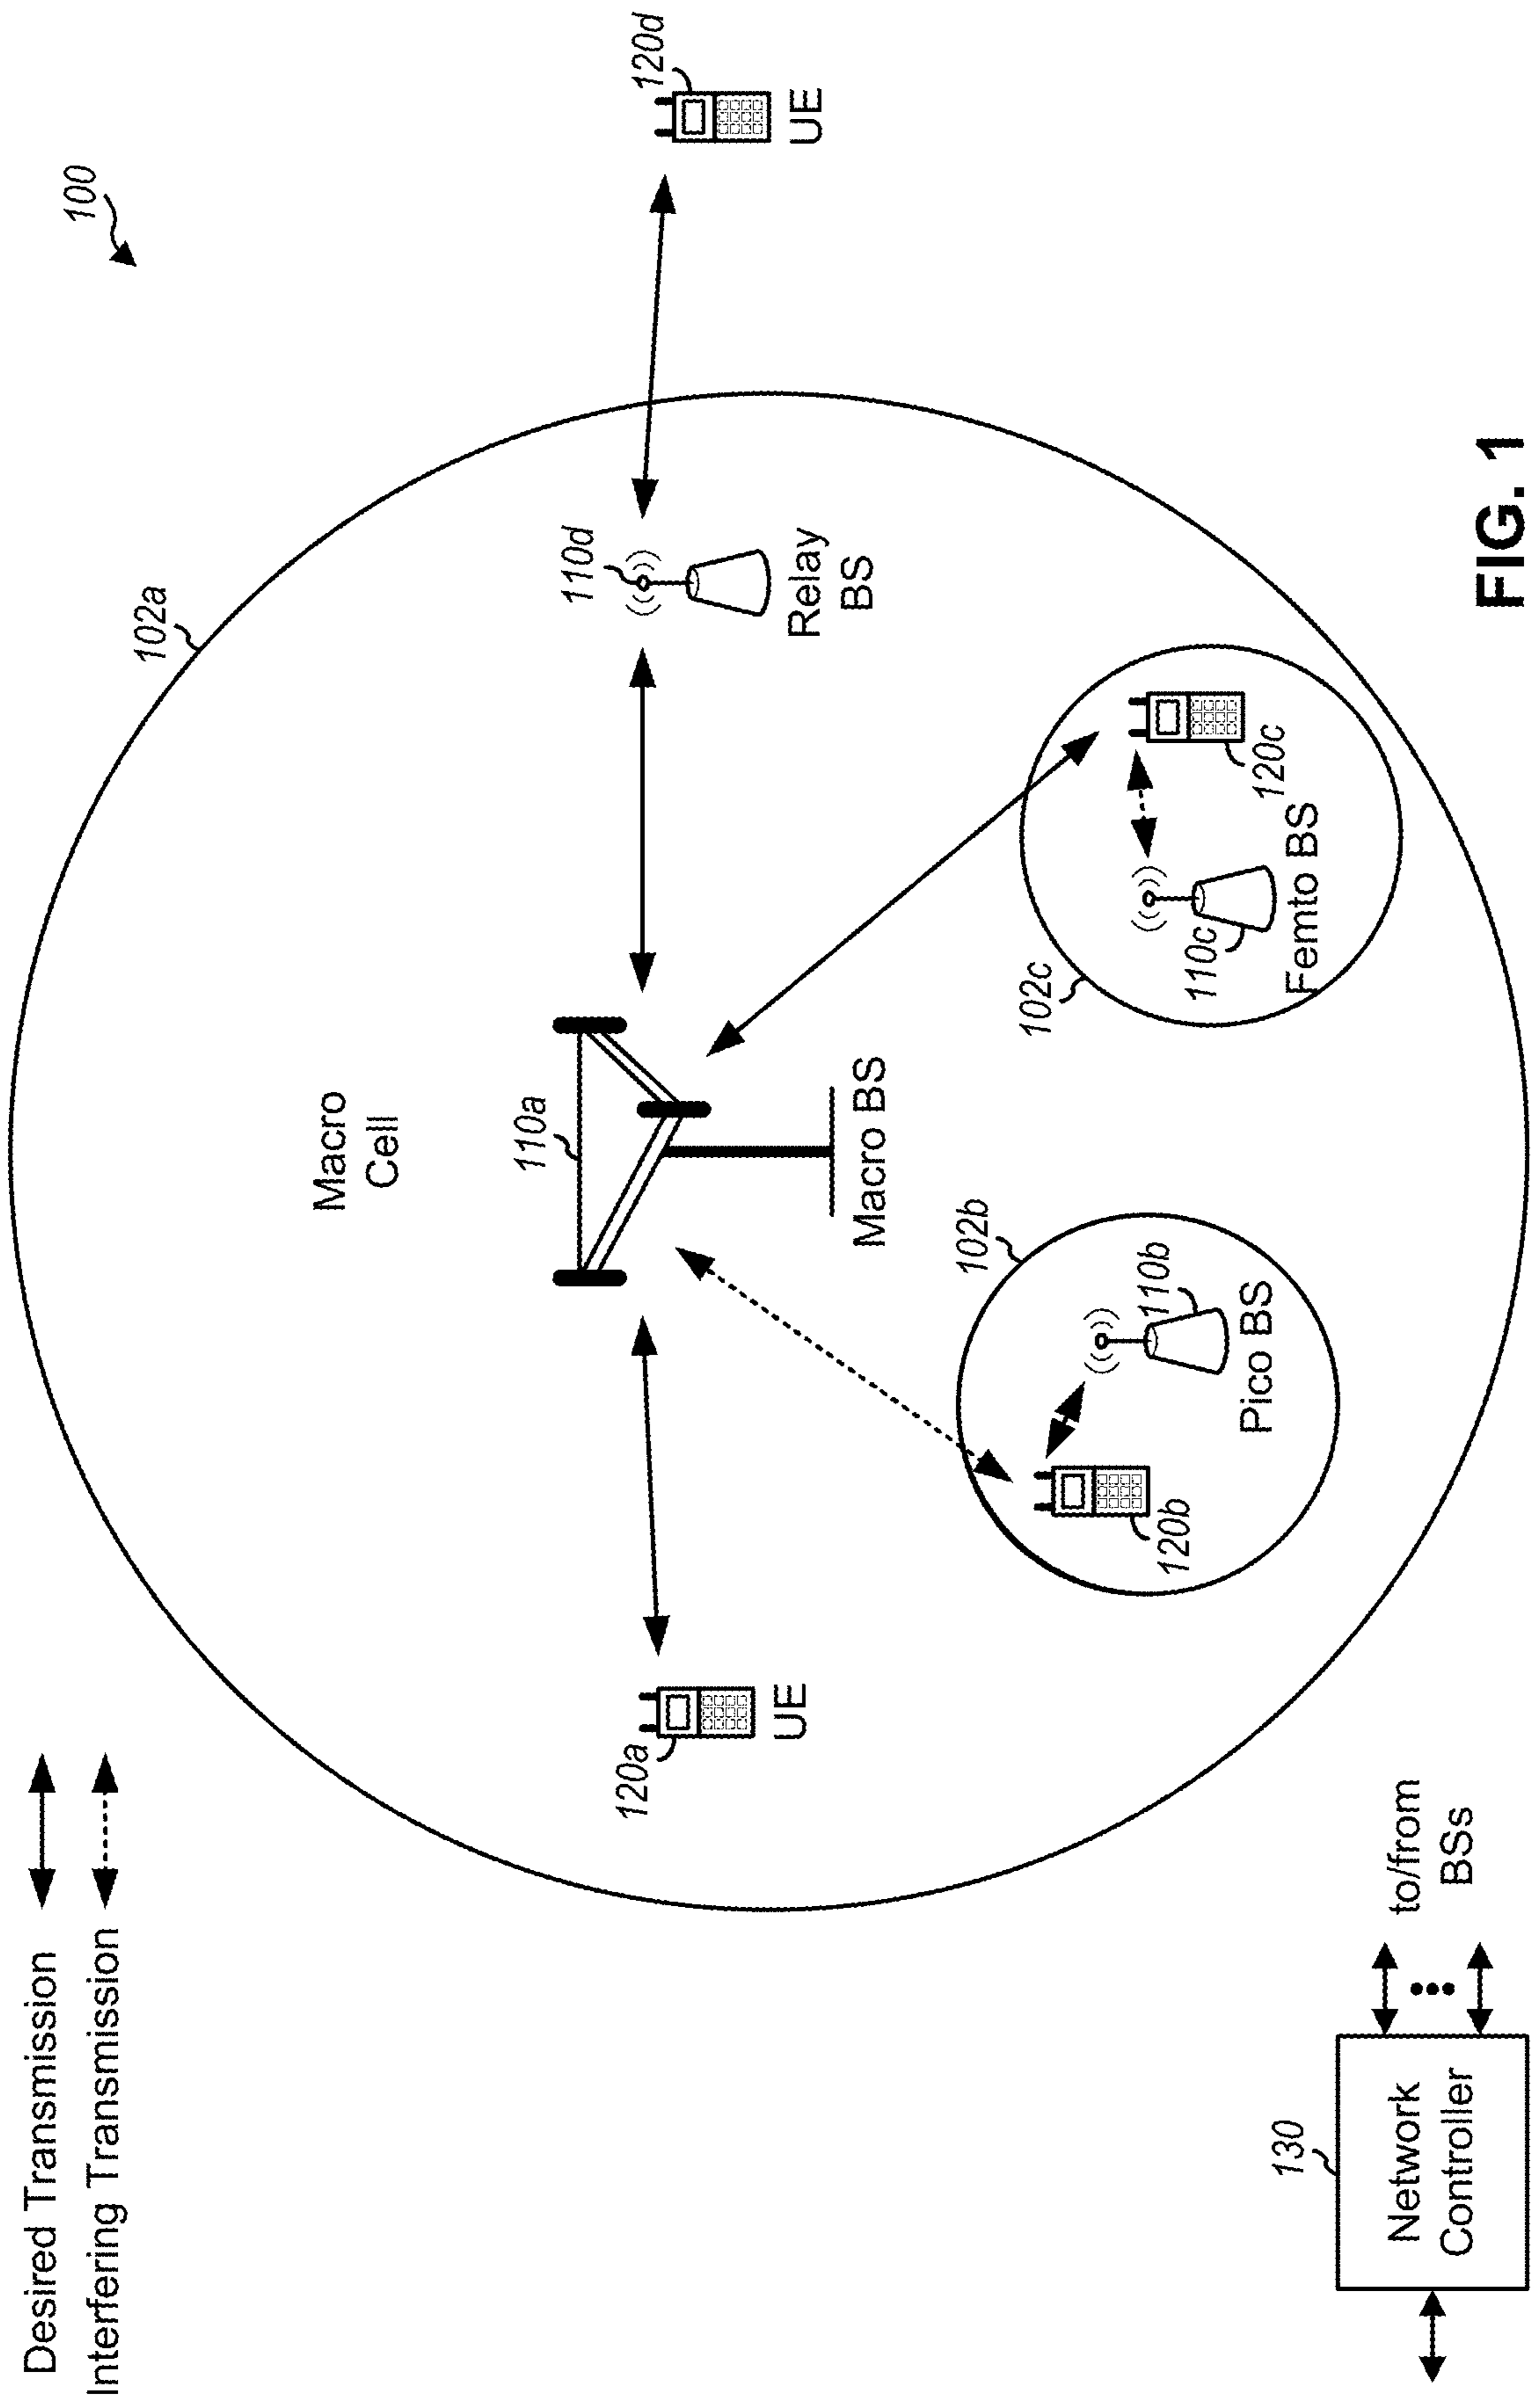 Desired Transmission
Interfering Transmission
100
102a
Macro
Cell
110a
110d
120a
UE
120d
UE
Relay
BS
Macro BS
102b
110b
Pico BS
120b
102c
110c
Femto BS
120c
130
Network
Controller
to/from
BSs
FIG. 1